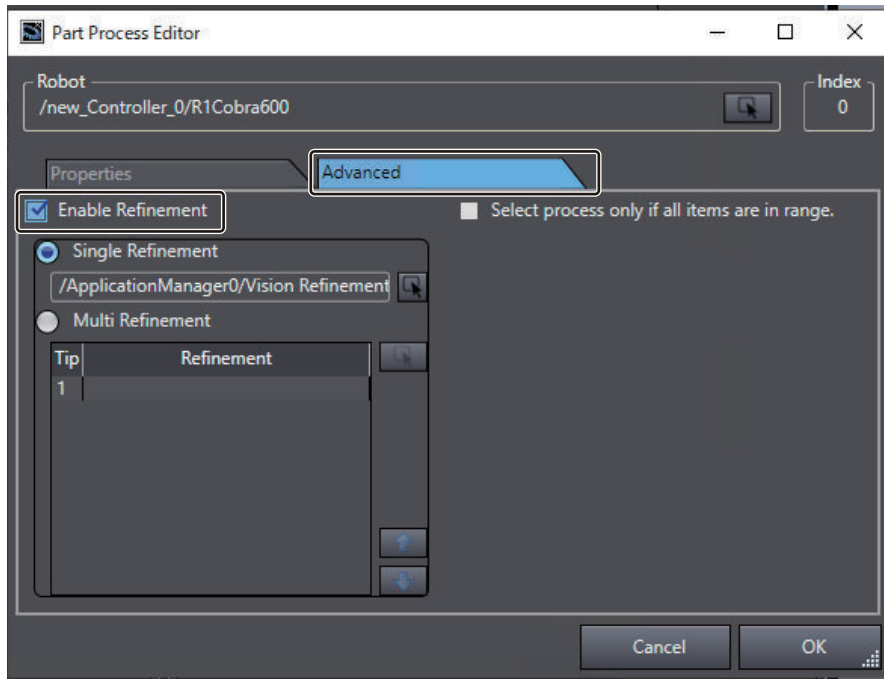 Part Process Editor
Robot
/new_Controller_0/R1Cobra600
Index
0
Properties
Advanced
Enable Refinement
Select process only if all items are in range.
Single Refinement
/ApplicationManager0/Vision Refinement
Multi Refinement
Tip Refinement
1
Cancel
OK